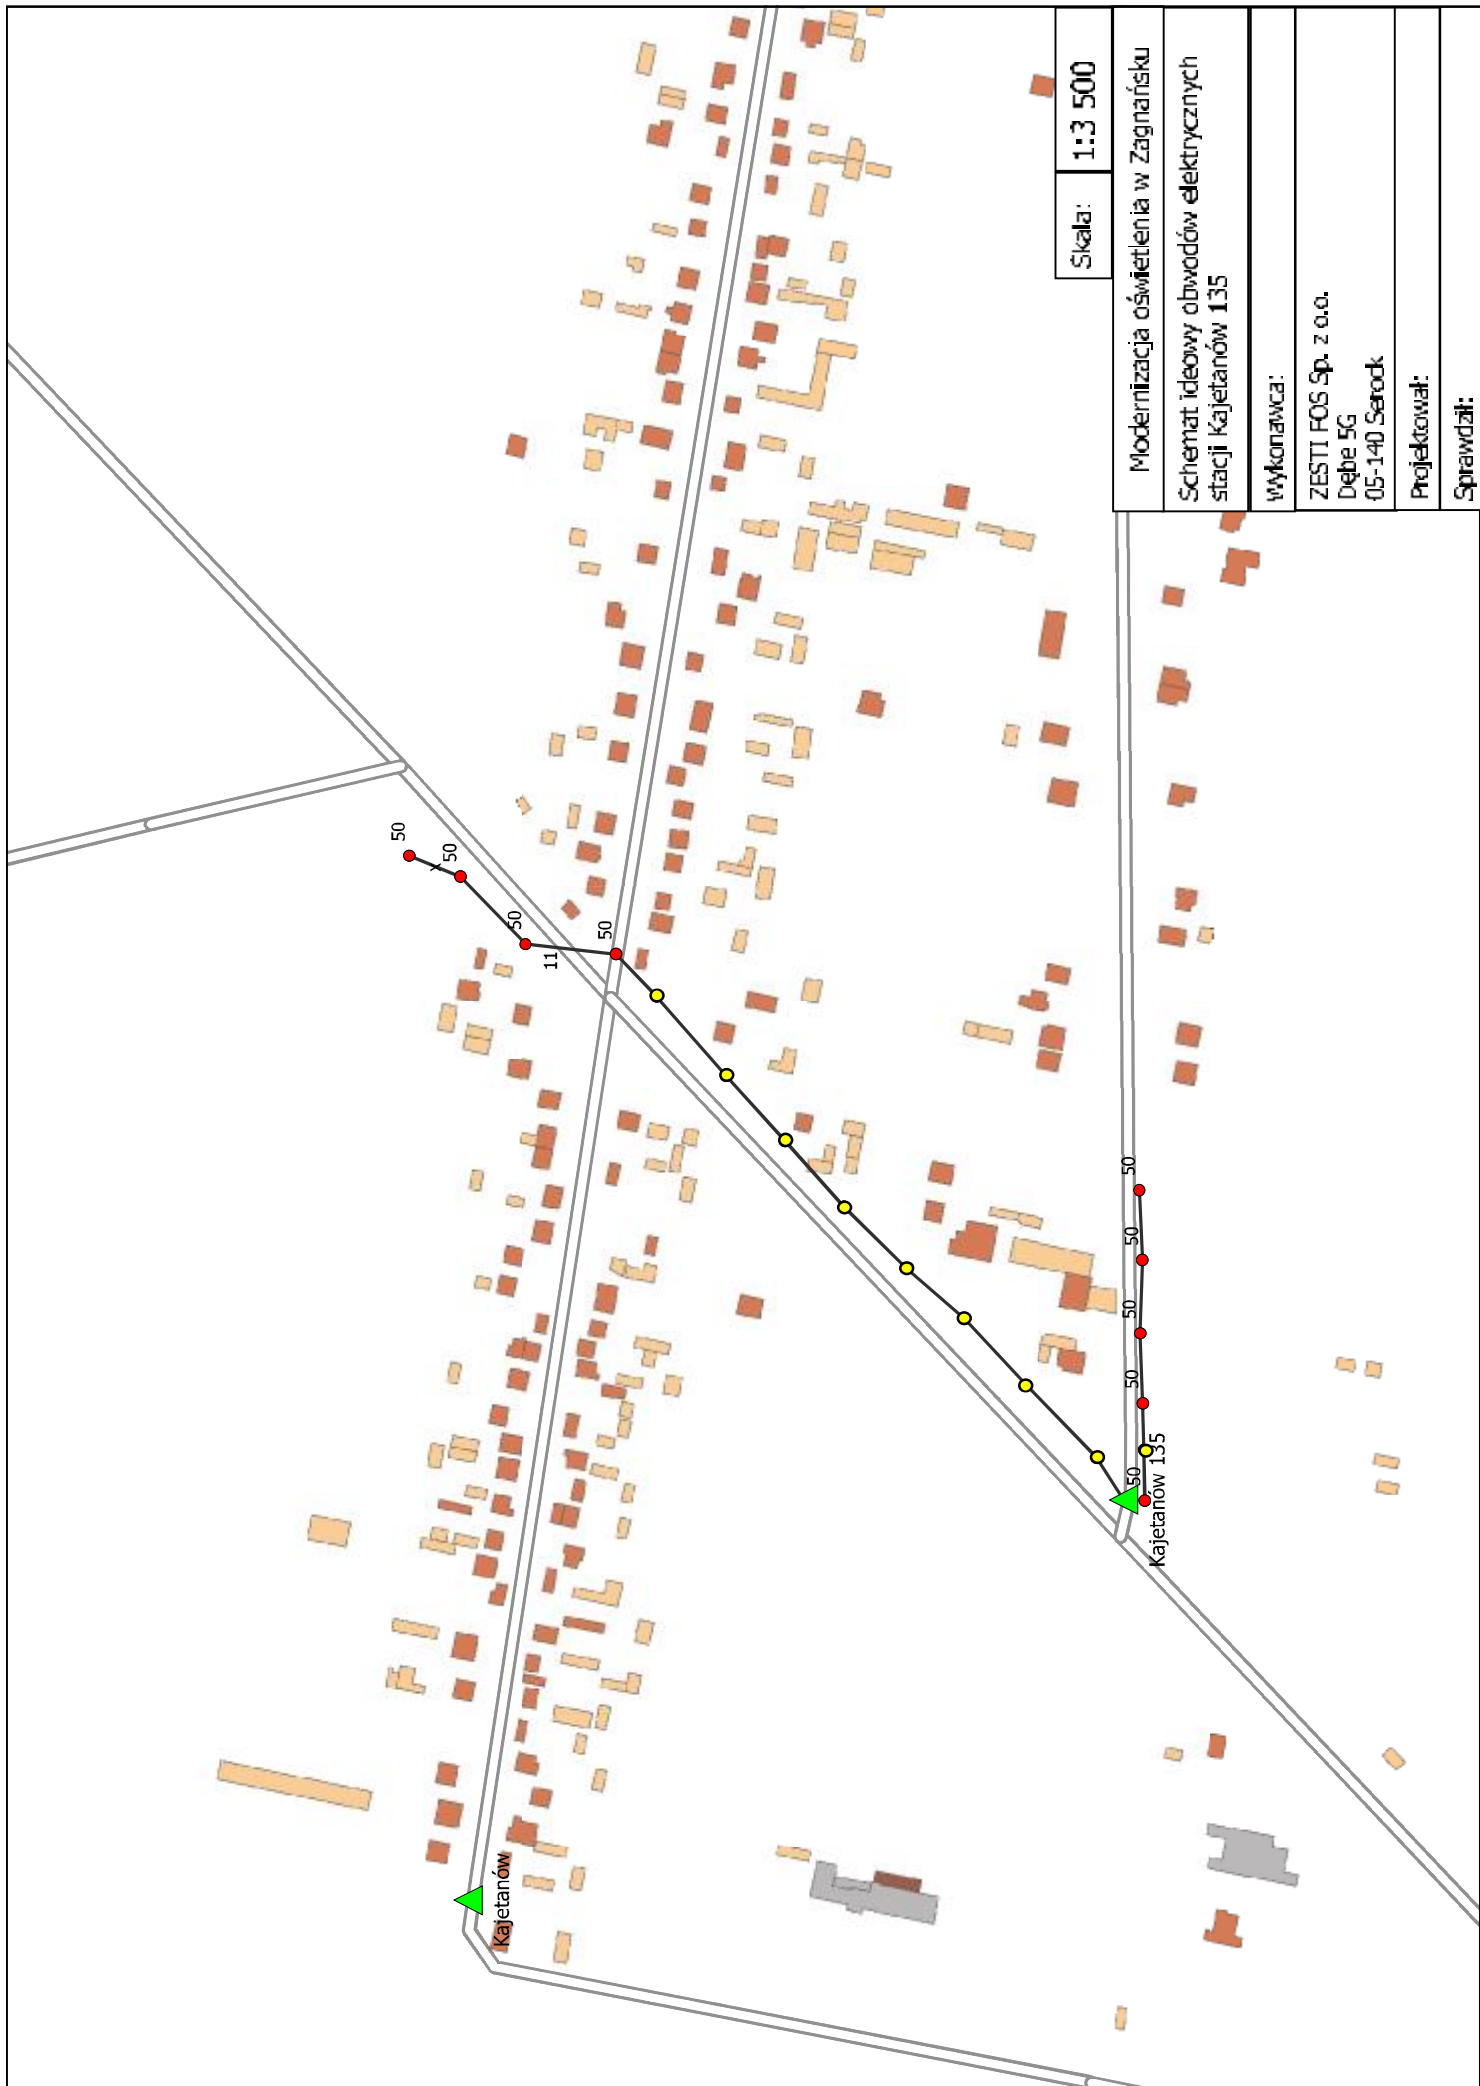 Skala:
1:3 500
Modernizacja oświetlenia w Zagnańsku
Schemat ideowy obwodów elektrycznych
stacji Kajetanów 135
Wykonawca:
ZESTI FOS Sp. z o.o.
Dębe 5G
05-140 Serock
Projektował:
Sprawdził:
Kajetanów
50
x
50
50
11
50
Kajetanów 135
50
50
50
50
50